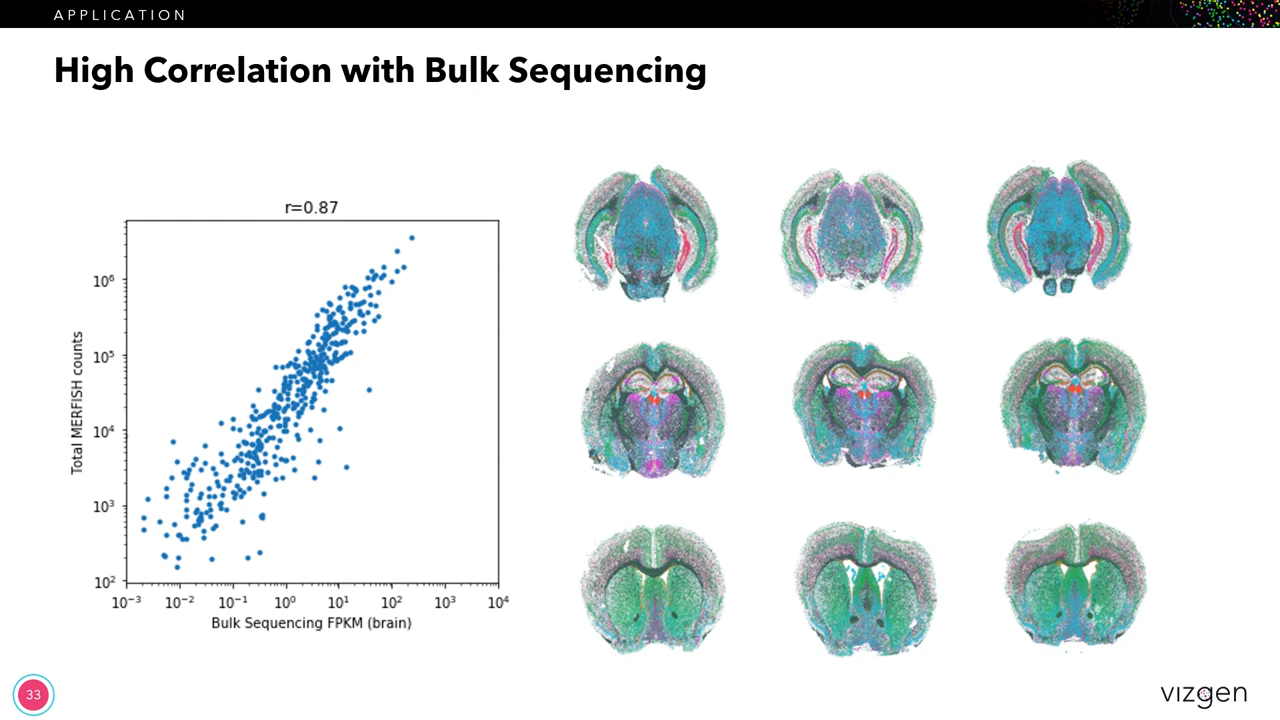 APPLICATION
High Correlation with Bulk Sequencing
r=0.87
Total MERFISH counts
10⁶
10⁵
10⁴
10³
10²
10⁻³ 10⁻² 10⁻¹ 10⁰ 10¹ 10² 10³ 10⁴
Bulk Sequencing FPKM (brain)
33
vizgen